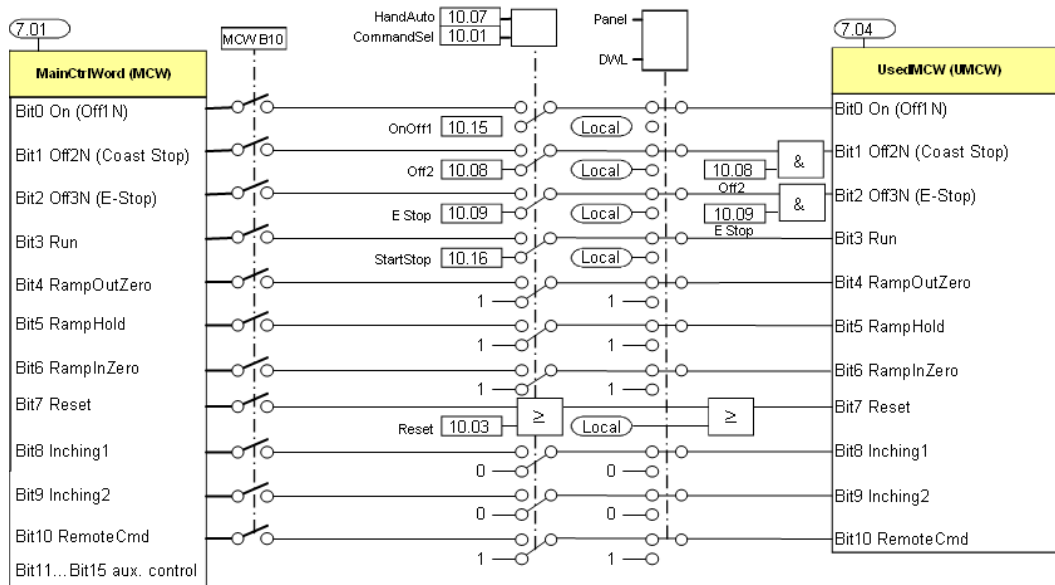 HandAuto 10.07
CommandSel 10.01
Panel
DWL
7.01
MCW B10
7.04
MainCtrlWord (MCW)
UsedMCW (UMCW)
Bit0 On (Off1N)
OnOff1 10.15
Local
Bit0 On (Off1N)
Bit1 Off2N (Coast Stop)
Off2 10.08
Local
10.08
Off2
&
Bit1 Off2N (Coast Stop)
Bit2 Off3N (E-Stop)
E Stop 10.09
Local
10.09
E Stop
&
Bit2 Off3N (E-Stop)
Bit3 Run
StartStop 10.16
Local
Bit3 Run
Bit4 RampOutZero
1
1
Bit4 RampOutZero
Bit5 RampHold
1
1
Bit5 RampHold
Bit6 RampInZero
1
1
Bit6 RampInZero
Bit7 Reset
Reset 10.03
≥
Local
≥
Bit7 Reset
Bit8 Inching1
0
0
Bit8 Inching1
Bit9 Inching2
0
0
Bit9 Inching2
Bit10 RemoteCmd
1
1
Bit10 RemoteCmd
Bit11...Bit15 aux. control